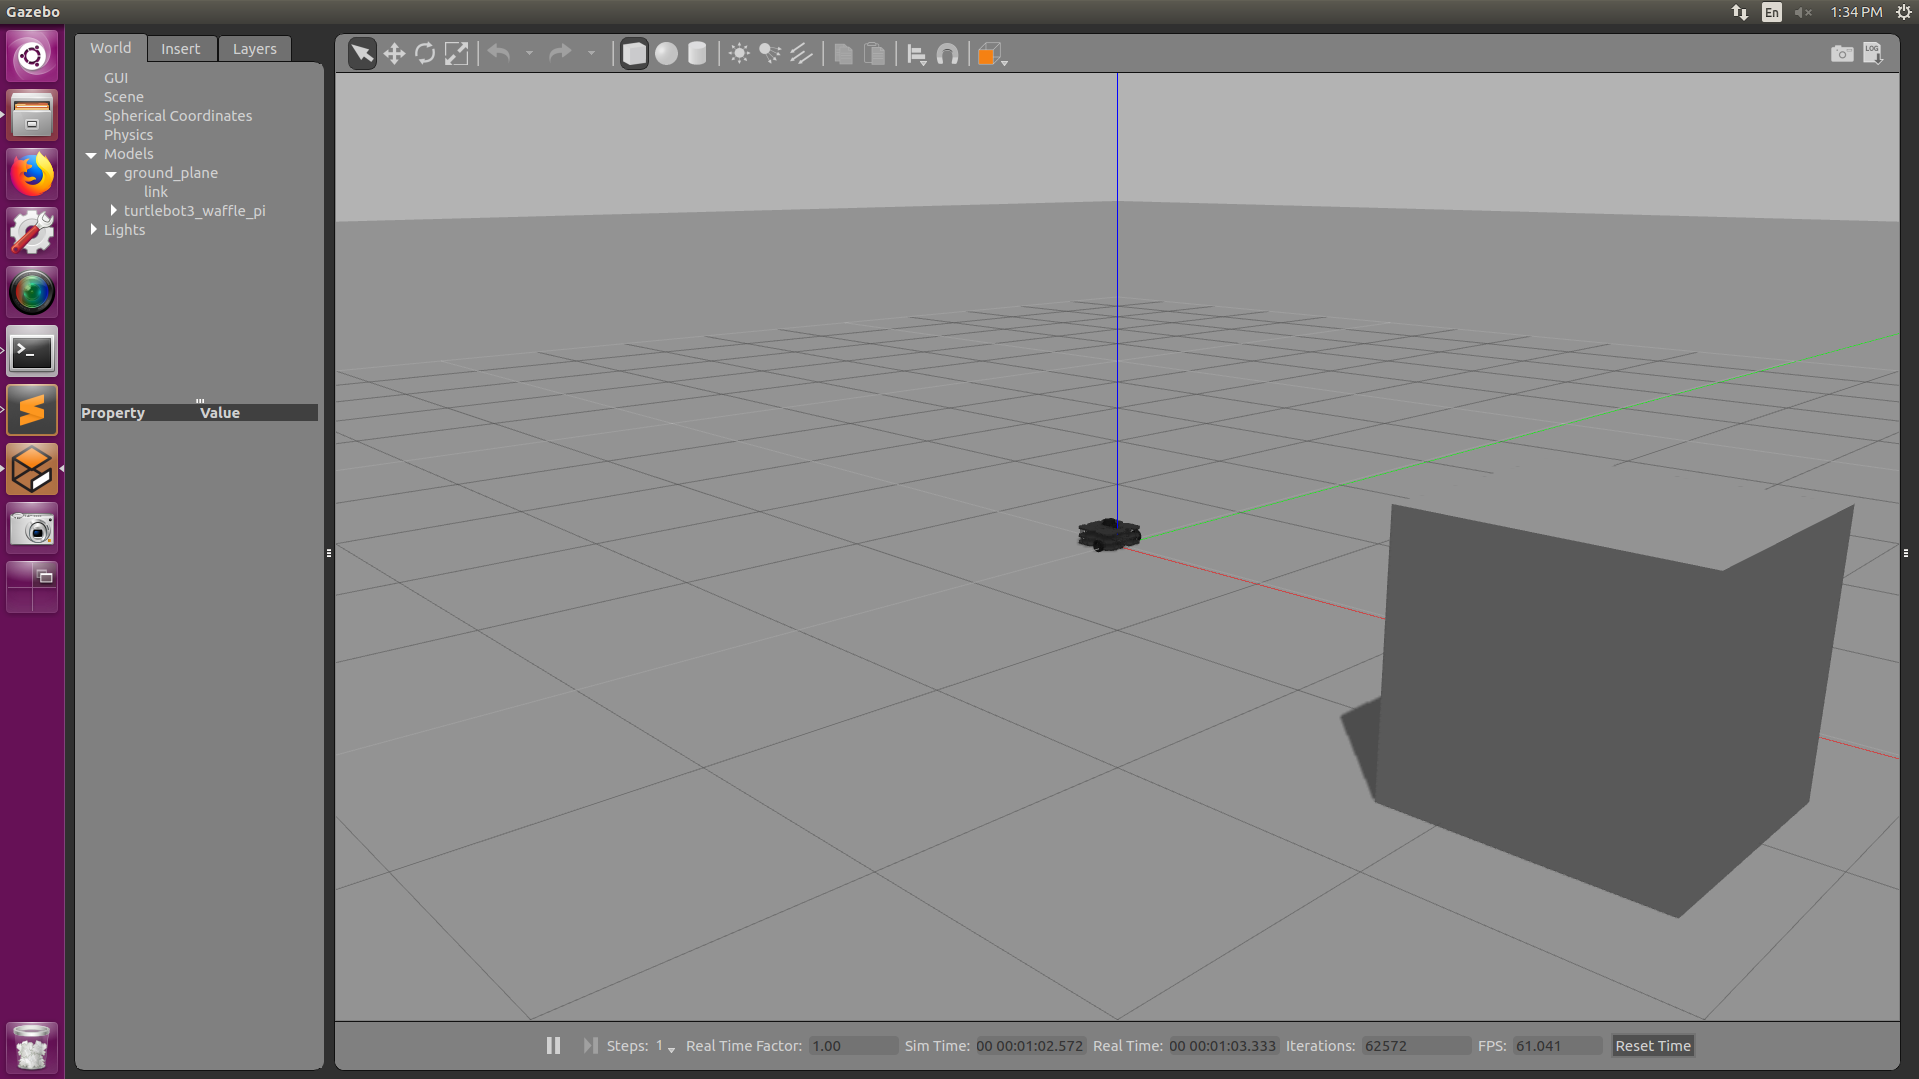 Gazebo
En
1:34 PM
World Insert Layers
LOG
GUI
Scene
Spherical Coordinates
Physics
Models
ground_plane
link
turtlebot3_waffle_pi
Lights
Property Value
Steps: 1 Real Time Factor: 1.00 Sim Time: 00 00:01:02.572 Real Time: 00 00:01:03.333 Iterations: 62572 FPS: 61.041 Reset Time